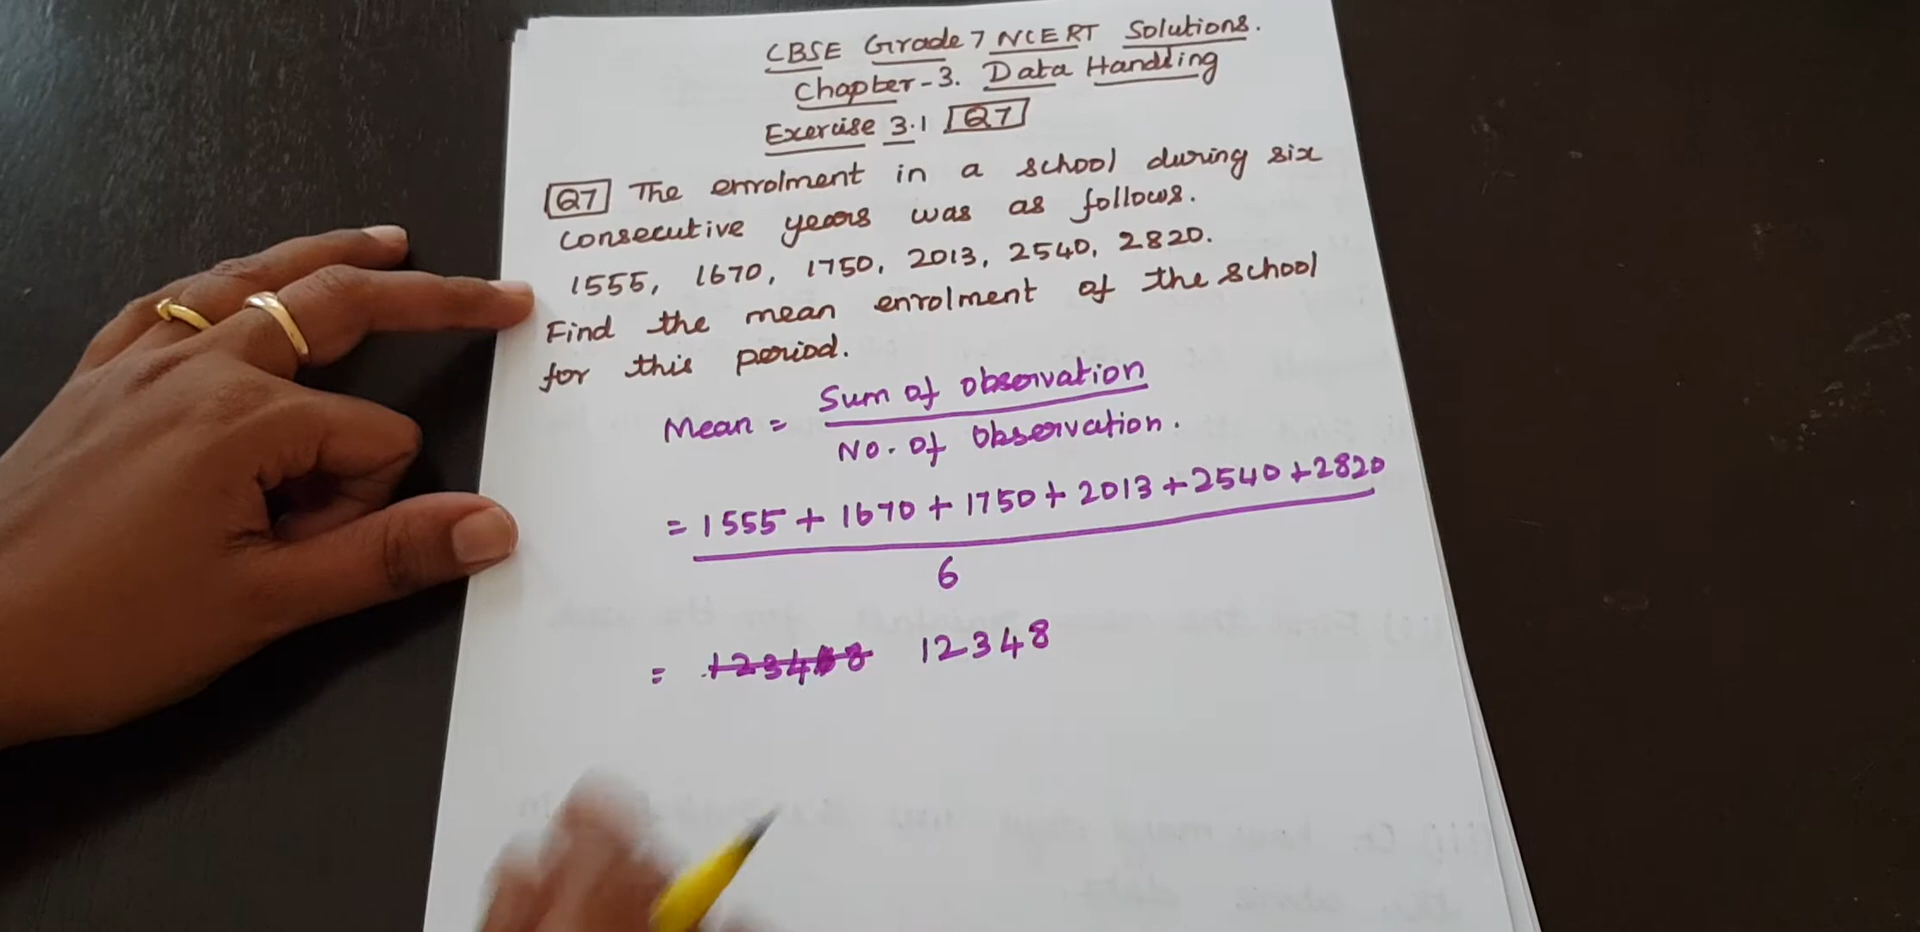 CBSE Grade 7 NCERT Solutions.
Chapter-3. Data Handling
Exercise 3.1 Q7
Q7 The enrolment in a school during six
consecutive years was as follows.
1555, 1670, 1750, 2013, 2540, 2820.
Find the mean enrolment of the school
for this period.
Mean = Sum of observation
No. of observation.
= 1555 + 1670 + 1750 + 2013 + 2540 + 2820
6
= 12348